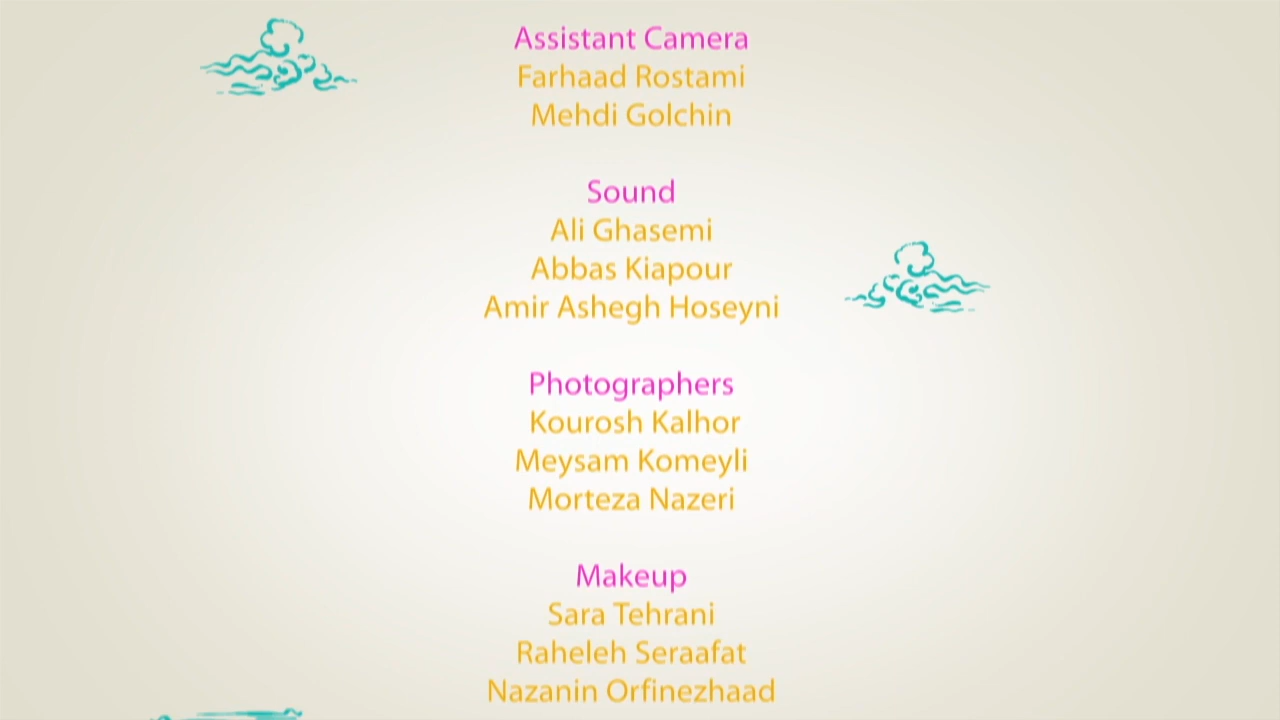 Assistant Camera
Farhaad Rostami
Mehdi Golchin
Sound
Ali Ghasemi
Abbas Kiapour
Amir Ashegh Hoseyni
Photographers
Kourosh Kalhor
Meysam Komeyli
Morteza Nazeri
Makeup
Sara Tehrani
Raheleh Seraafat
Nazanin Orfinezhaad